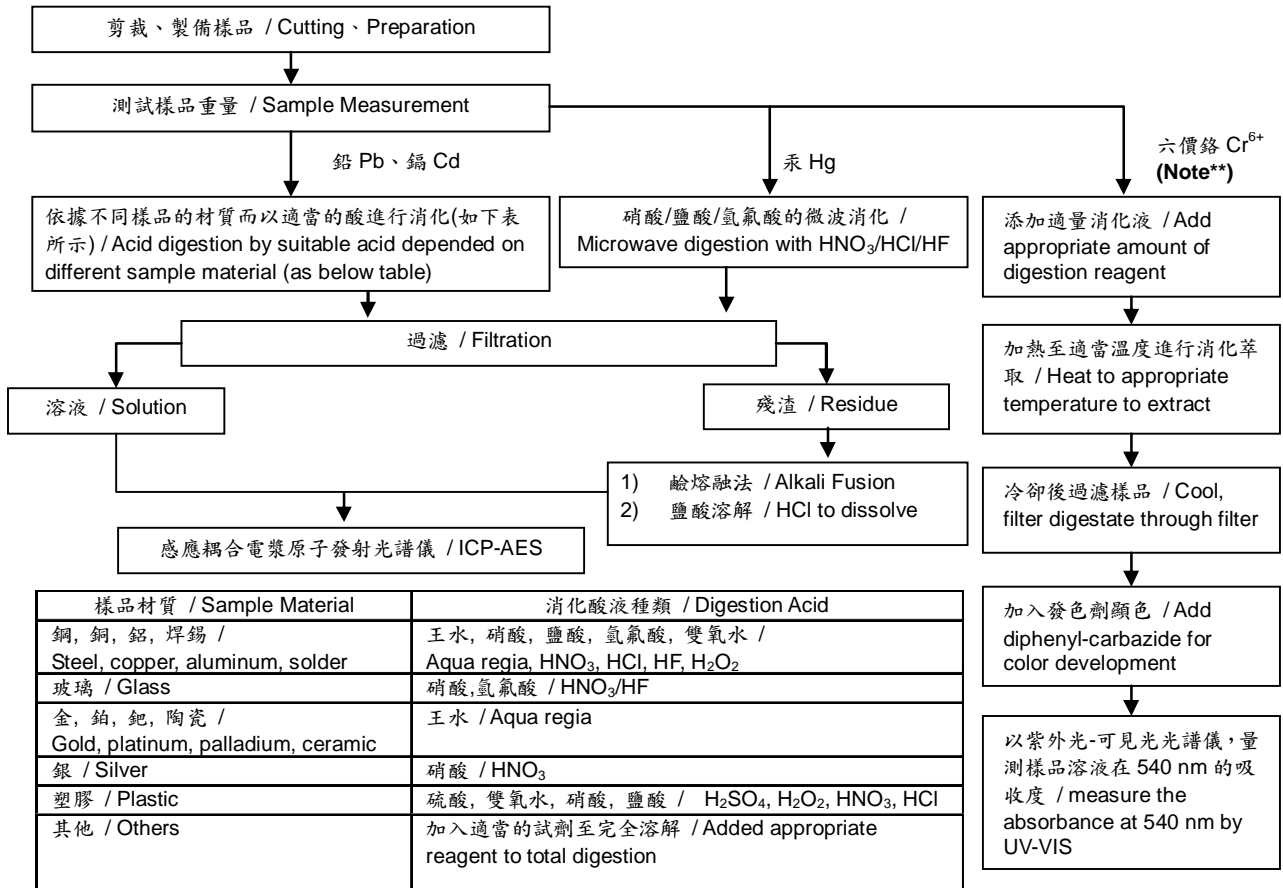 剪裁、製備樣品 / Cutting、Preparation
測試樣品重量 / Sample Measurement
鉛 Pb、鎘 Cd
汞 Hg
六價鉻 Cr6+
(Note**)
依據不同樣品的材質而以適當的酸進行消化(如下表
所示) / Acid digestion by suitable acid depended on
different sample material (as below table)
硝酸/鹽酸/氫氟酸的微波消化 /
Microwave digestion with HNO3/HCl/HF
添加適量消化液 / Add
appropriate amount of
digestion reagent
過濾 / Filtration
加熱至適當溫度進行消化萃
取 / Heat to appropriate
temperature to extract
溶液 / Solution
殘渣 / Residue
1) 鹼熔融法 / Alkali Fusion
2) 鹽酸溶解 / HCl to dissolve
冷卻後過濾樣品 / Cool,
filter digestate through filter
感應耦合電漿原子發射光譜儀 / ICP-AES
加入發色劑顯色 / Add
diphenyl-carbazide for
color development
以紫外光-可見光光譜儀，量
測樣品溶液在 540 nm 的吸
收度 / measure the
absorbance at 540 nm by
UV-VIS
樣品材質 / Sample Material 消化酸液種類 / Digestion Acid
鋼, 銅, 鋁, 焊錫 / 王水, 硝酸, 鹽酸, 氫氟酸, 雙氧水 /
Steel, copper, aluminum, solder Aqua regia, HNO3, HCl, HF, H2O2
玻璃 / Glass 硝酸,氫氟酸 / HNO3/HF
金, 鉑, 鈀, 陶瓷 / 王水 / Aqua regia
Gold, platinum, palladium, ceramic
銀 / Silver 硝酸 / HNO3
塑膠 / Plastic 硫酸, 雙氧水, 硝酸, 鹽酸 / H2SO4, H2O2, HNO3, HCl
其他 / Others 加入適當的試劑至完全溶解 / Added appropriate
reagent to total digestion